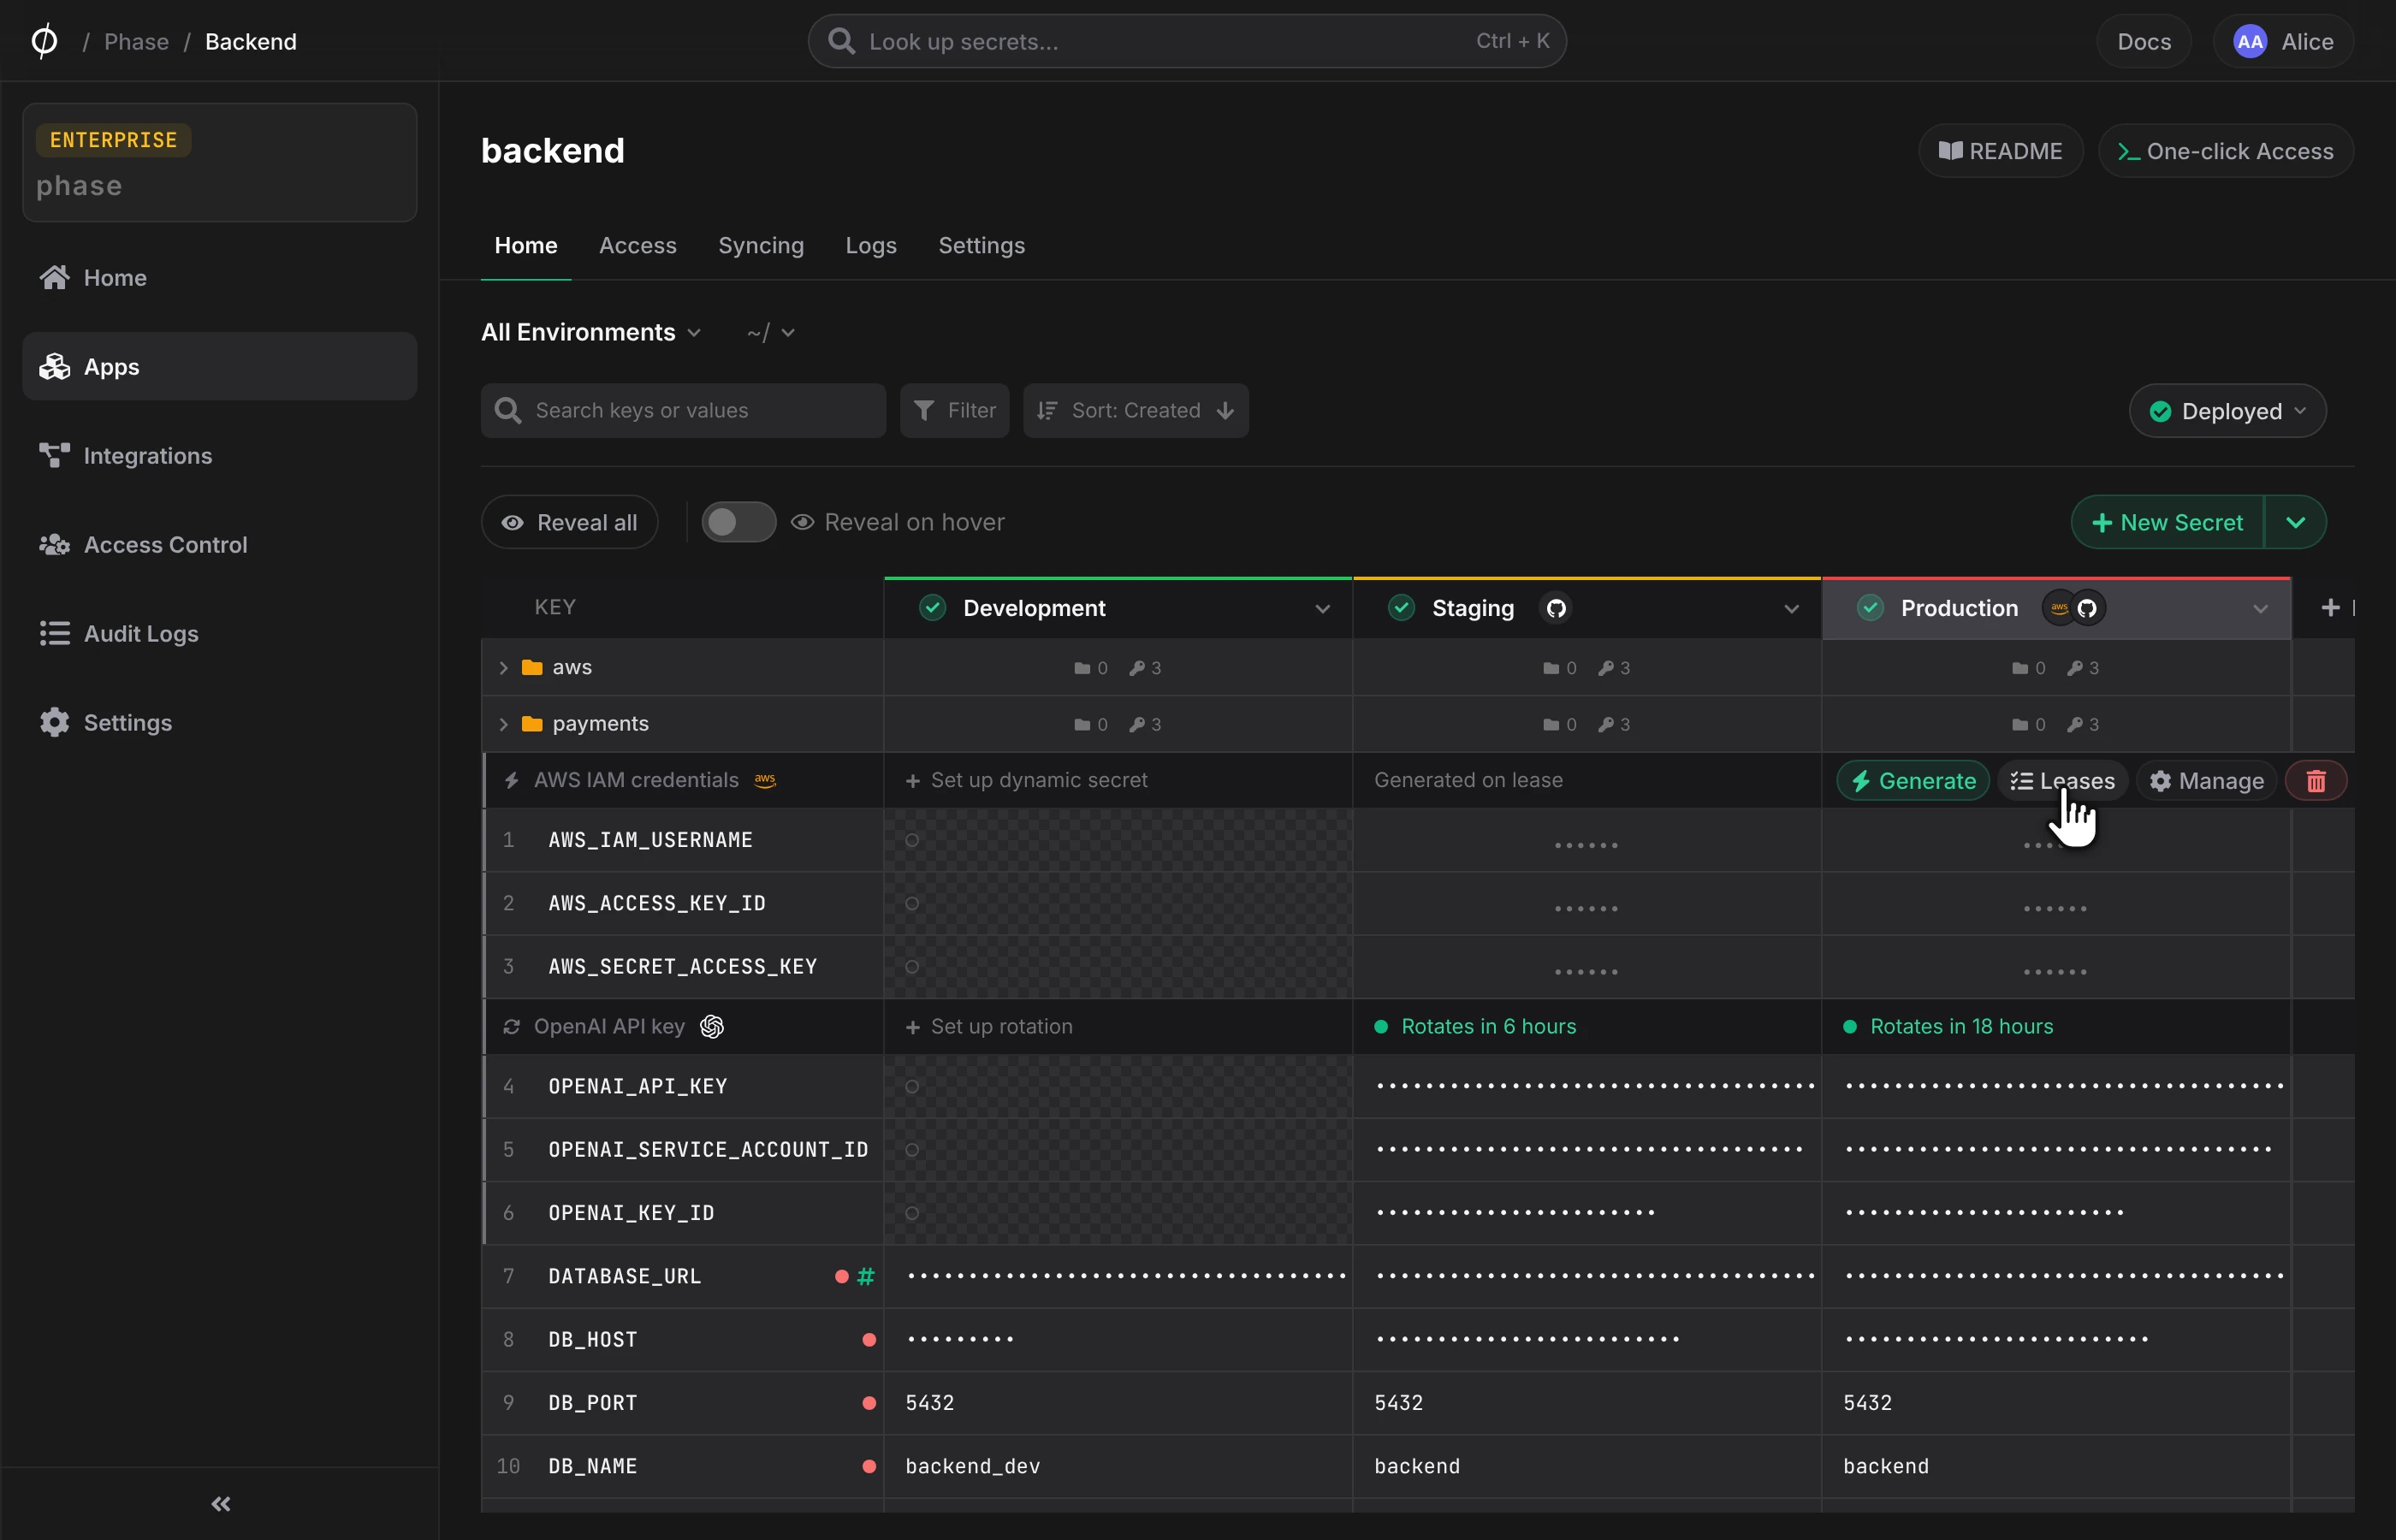 / Phase / Backend
Look up secrets... Ctrl + K
Docs
AA Alice
ENTERPRISE
phase
Home
Apps
Integrations
Access Control
Audit Logs
Settings
backend
README
One-click Access
Home Access Syncing Logs Settings
All Environments ~/
Search keys or values
Filter
Sort: Created
Deployed
Reveal all
Reveal on hover
+ New Secret
KEY Development Staging Production aws +
aws 0 3 0 3 0 3
payments 0 3 0 3 0 3
AWS IAM credentials aws + Set up dynamic secret Generated on lease Generate Leases Manage
1 AWS_IAM_USERNAME •••••• ••••
2 AWS_ACCESS_KEY_ID •••••• ••••••
3 AWS_SECRET_ACCESS_KEY •••••• ••••••
OpenAI API key + Set up rotation Rotates in 6 hours Rotates in 18 hours
4 OPENAI_API_KEY
5 OPENAI_SERVICE_ACCOUNT_ID
6 OPENAI_KEY_ID
7 DATABASE_URL #
8 DB_HOST
9 DB_PORT 5432 5432 5432
10 DB_NAME backend_dev backend backend